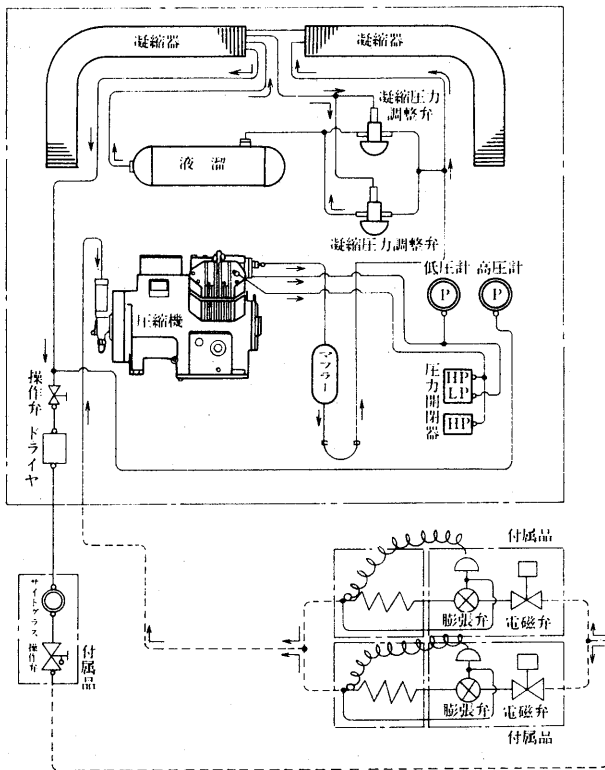 凝縮器
凝縮器
凝縮圧力
調整弁
液溜
凝縮圧力調整弁
低圧計
高圧計
P
P
圧縮機
マフラー
圧力開閉器
HP
LP
HP
操作弁
ドライヤ
サイトグラス
操作弁
付属品
付属品
膨張弁
電磁弁
膨張弁
電磁弁
付属品